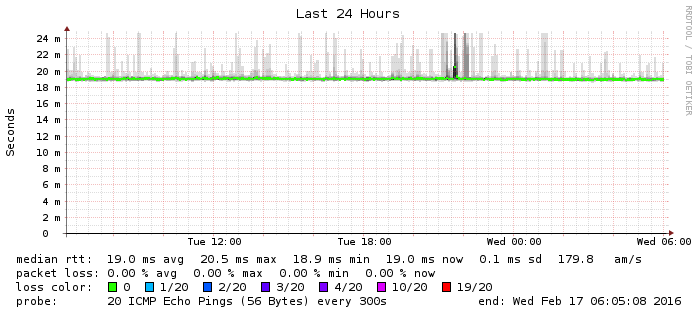 Last 24 Hours
RRDTOOL / TOBI OETIKER
Seconds
24 m
22 m
20 m
18 m
16 m
14 m
12 m
10 m
8 m
6 m
4 m
2 m
0
Tue 12:00 Tue 18:00 Wed 00:00 Wed 06:00
median rtt: 19.0 ms avg 20.5 ms max 18.9 ms min 19.0 ms now 0.1 ms sd 179.8 am/s
packet loss: 0.00 % avg 0.00 % max 0.00 % min 0.00 % now
loss color: 0 1/20 2/20 3/20 4/20 10/20 19/20
probe: 20 ICMP Echo Pings (56 Bytes) every 300s end: Wed Feb 17 06:05:08 2016